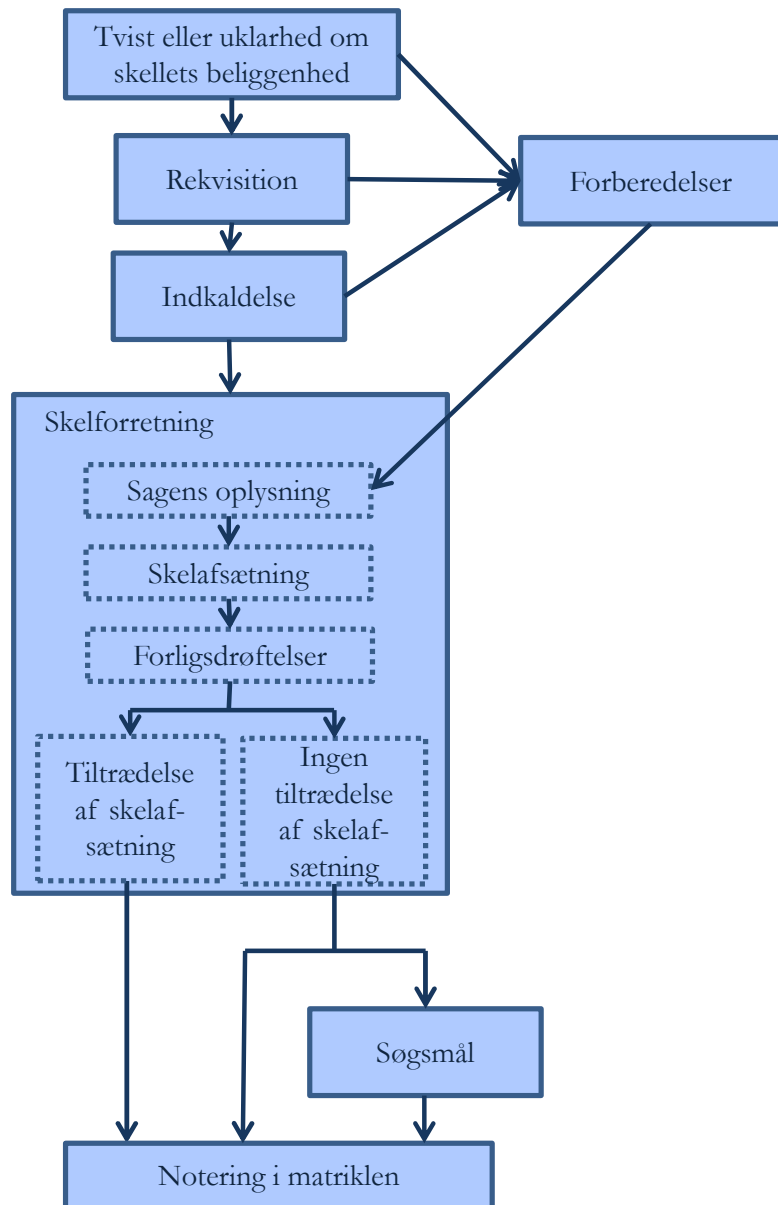 Tvist eller uklarhed om
skellets beliggenhed
Rekvisition
Forberedelser
Indkaldelse
Skelforretning
Sagens oplysning
Skelafsætning
Forligsdrøftelser
Tiltrædelse
af skelaf-
sætning
Ingen
tiltrædelse
af skelaf-
sætning
Søgsmål
Notering i matriklen